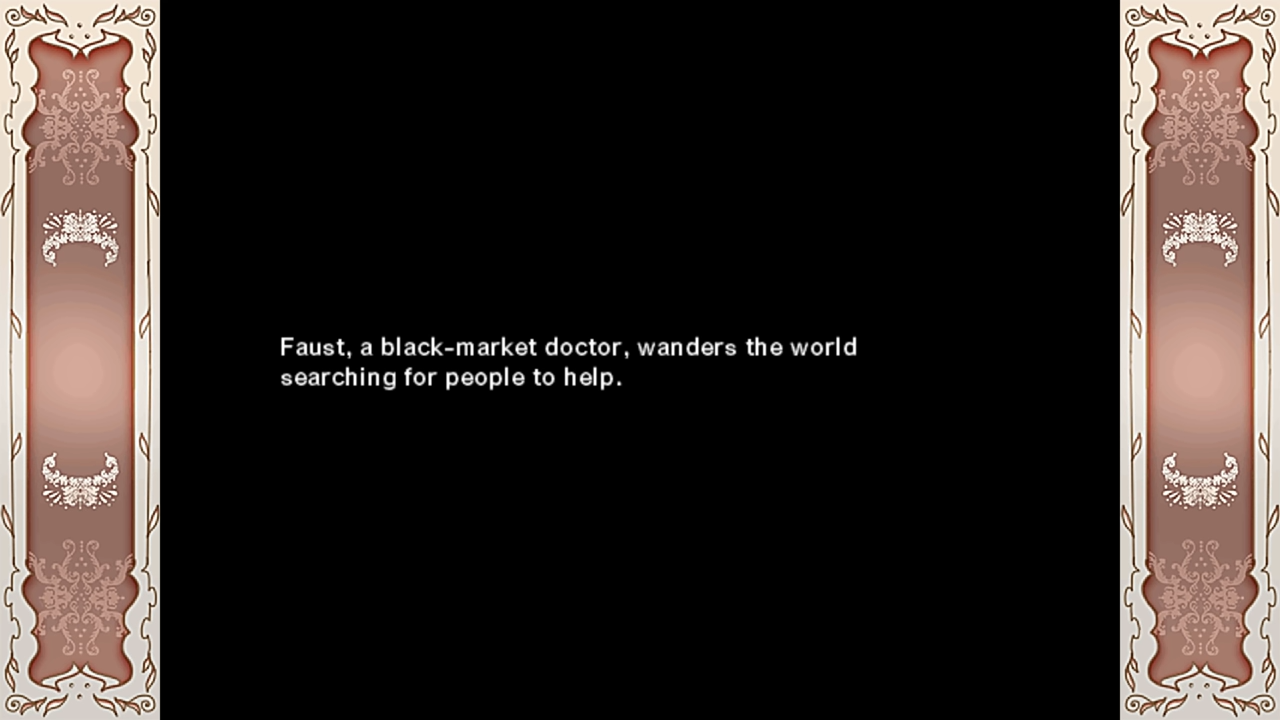 Faust, a black-market doctor, wanders the world
searching for people to help.